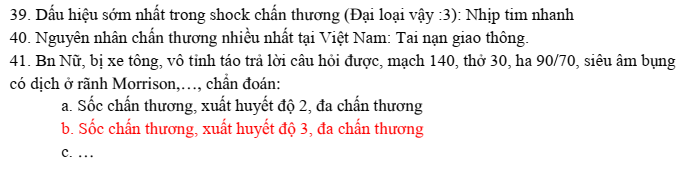 39. Dấu hiệu sớm nhất trong shock chấn thương (Đại loại vậy :3): Nhịp tim nhanh
40. Nguyên nhân chấn thương nhiều nhất tại Việt Nam: Tai nạn giao thông.
41. Bn Nữ, bị xe tông, vô tỉnh táo trả lời câu hỏi được, mạch 140, thở 30, ha 90/70, siêu âm bụng
có dịch ở rãnh Morrison,…, chẩn đoán:
a. Sốc chấn thương, xuất huyết độ 2, đa chấn thương
b. Sốc chấn thương, xuất huyết độ 3, đa chấn thương
c. …